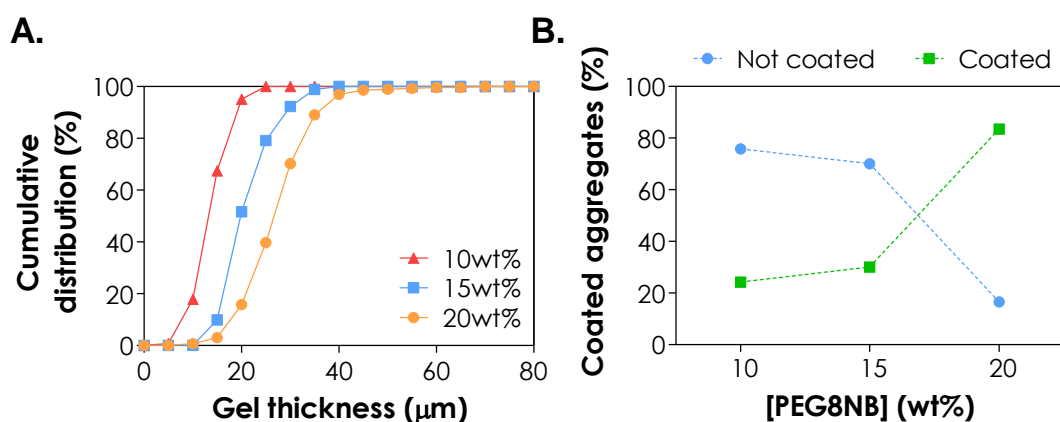 A.
Cumulative
distribution (%)
100
80
60
40
20
0
10wt%
15wt%
20wt%
0
20
40
60
80
Gel thickness (μm)
B.
Not coated
Coated
Coated aggregates (%)
100
80
60
40
20
0
10
15
20
[PEG8NB] (wt%)